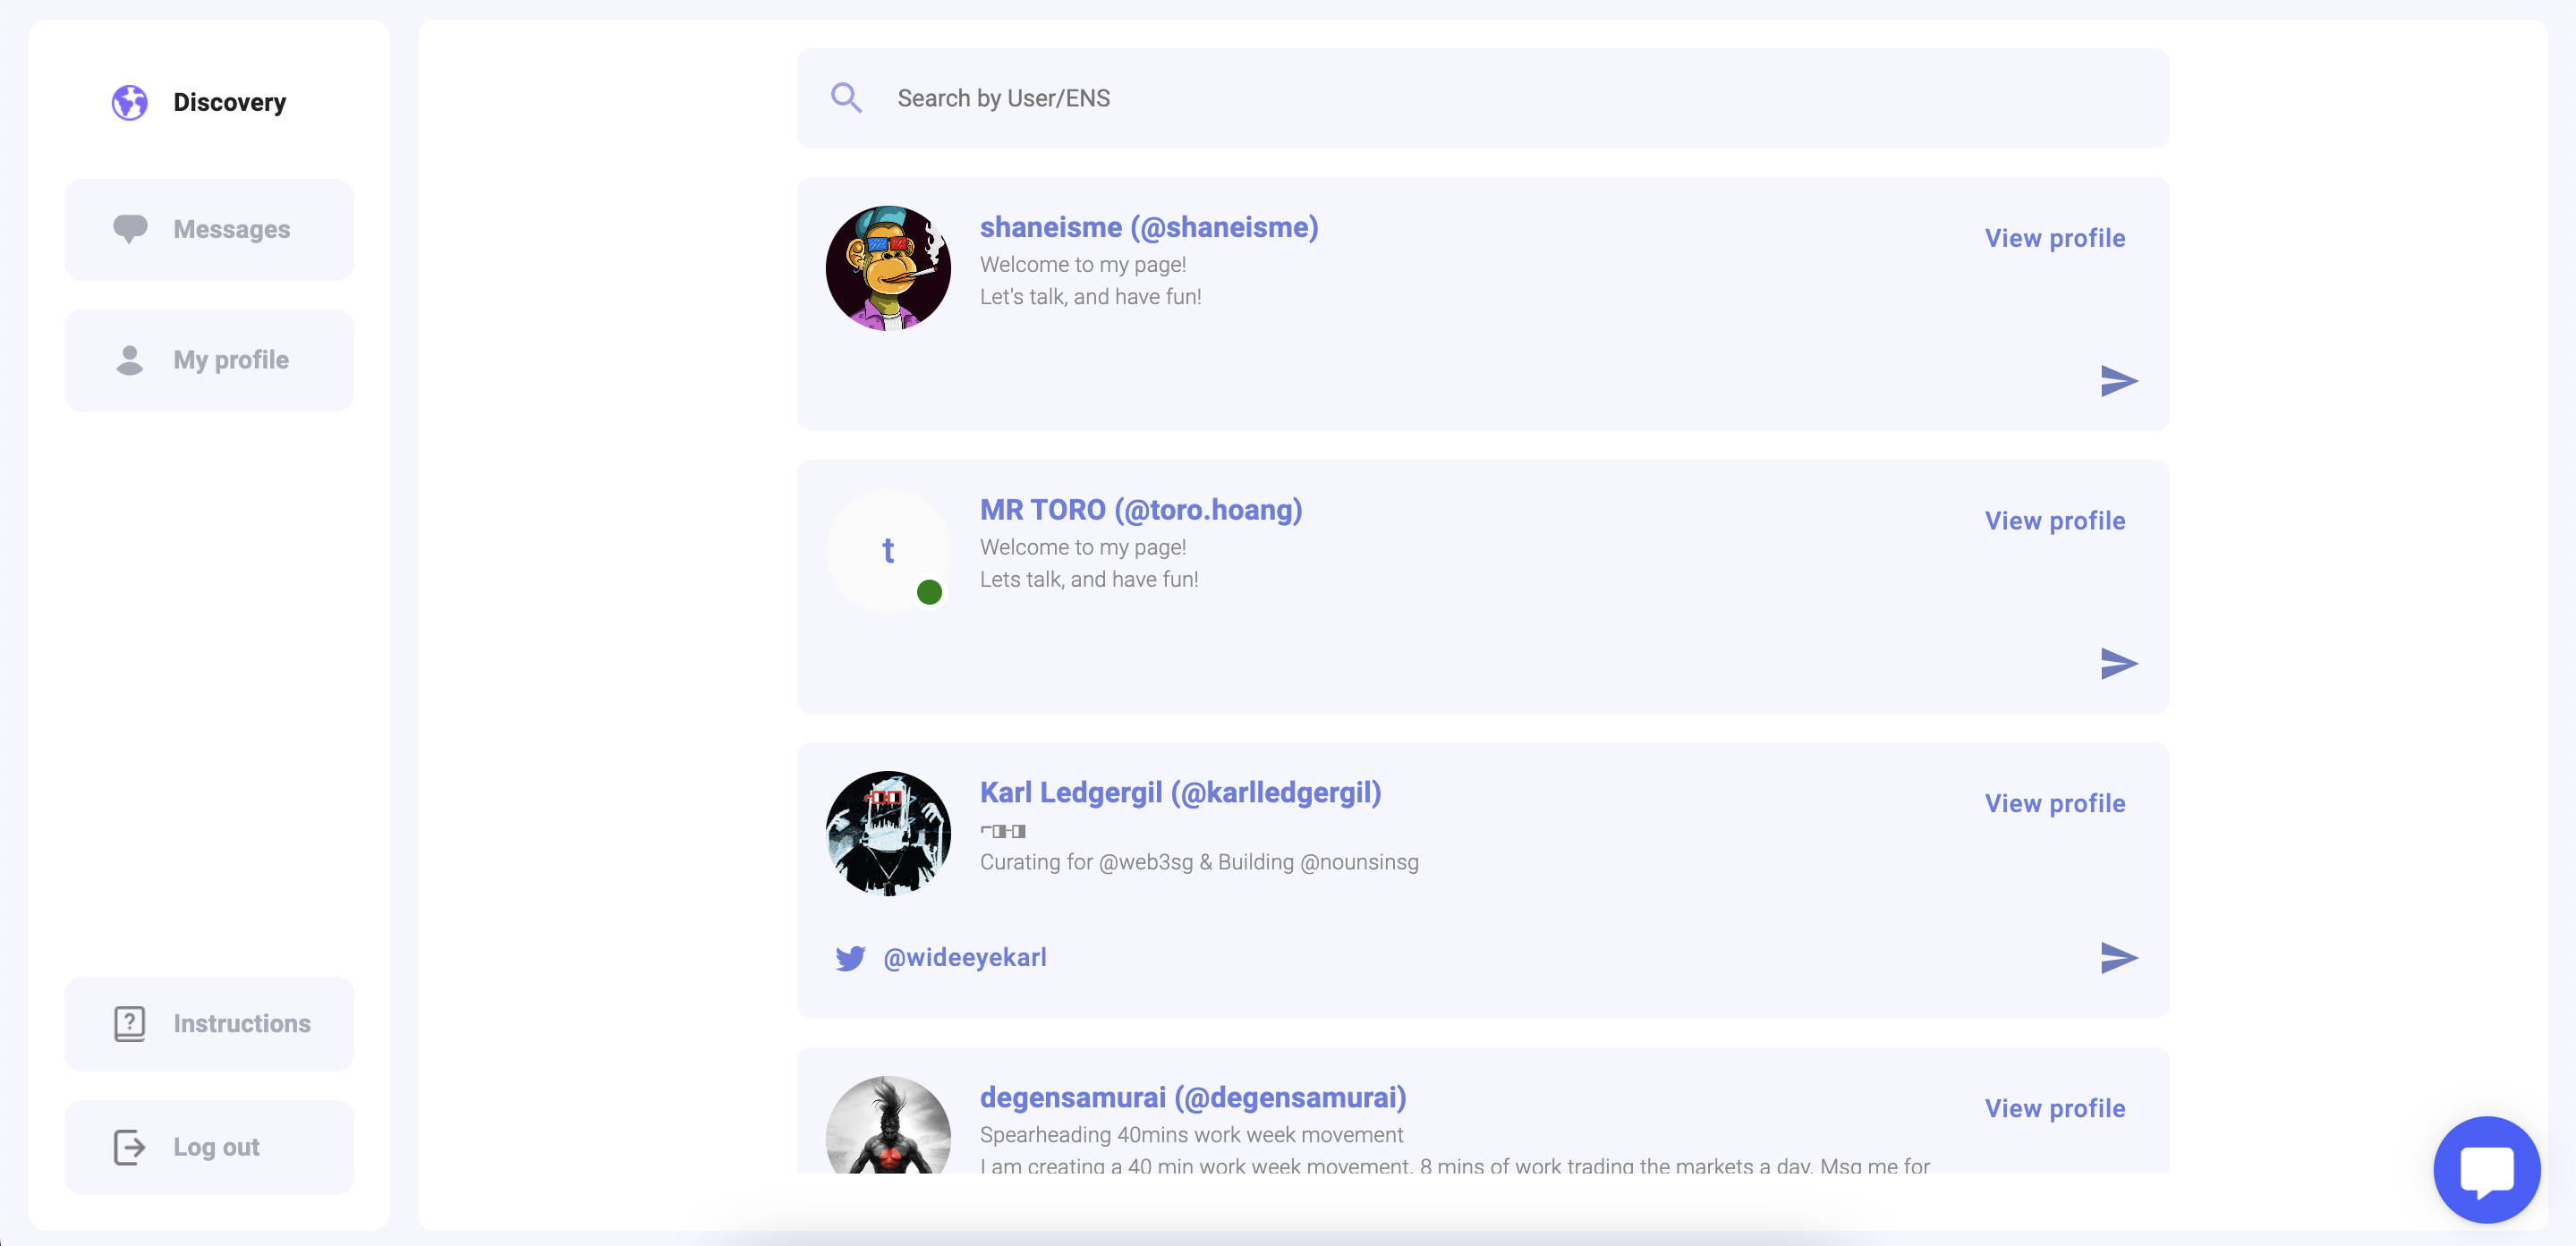 Discovery
Messages
My profile
Instructions
Log out
Search by User/ENS
shaneisme (@shaneisme)
View profile
Welcome to my page!
Let's talk, and have fun!
MR TORO (@toro.hoang)
View profile
t
Welcome to my page!
Lets talk, and have fun!
Karl Ledgergil (@karlledgergil)
View profile
⌐◨-◨
Curating for @web3sg & Building @nounsinsg
@wideeyekarl
degensamurai (@degensamurai)
View profile
Spearheading 40mins work week movement
I am creating a 40 min work week movement. 8 mins of work trading the markets a day. Msg me for